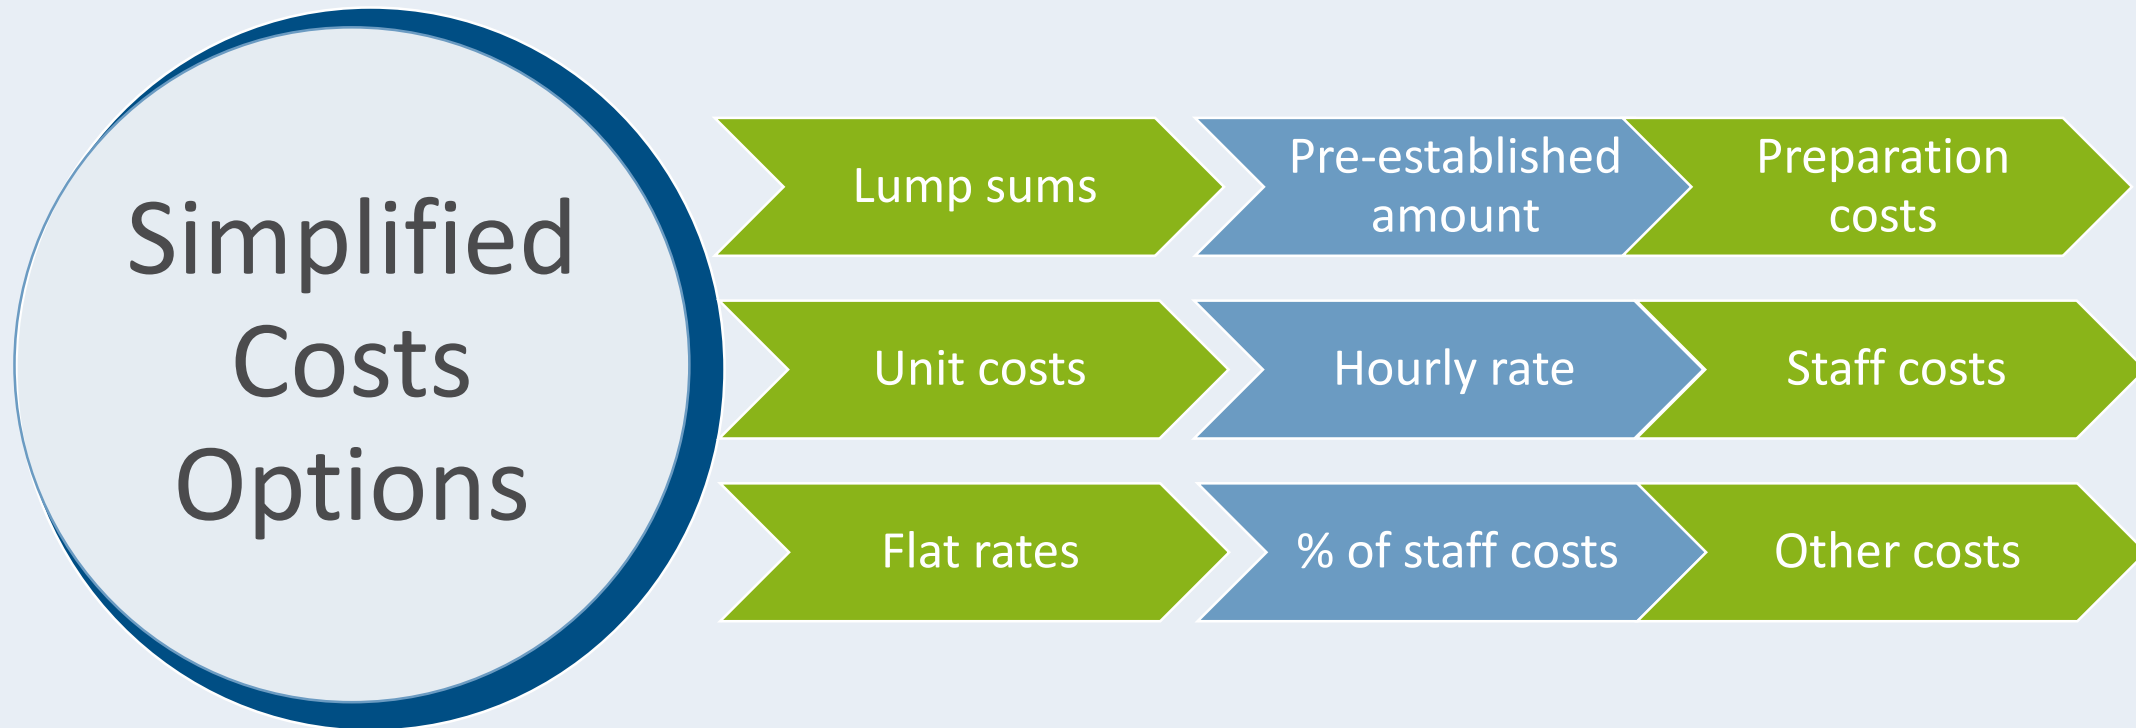 Simplified
Costs
Options
Lump sums
Pre-established
amount
Preparation
costs
Unit costs
Hourly rate
Staff costs
Flat rates
% of staff costs
Other costs